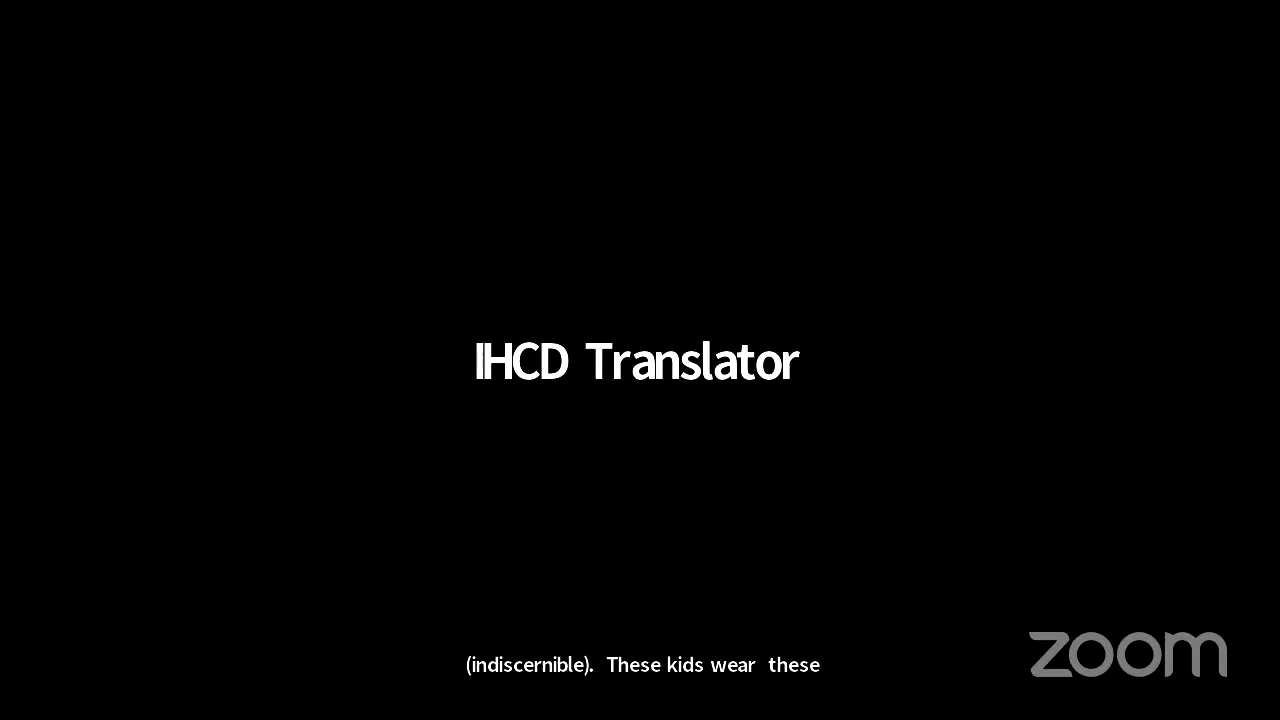 IHCD Translator
(indiscernible). These kids wear these
zoom